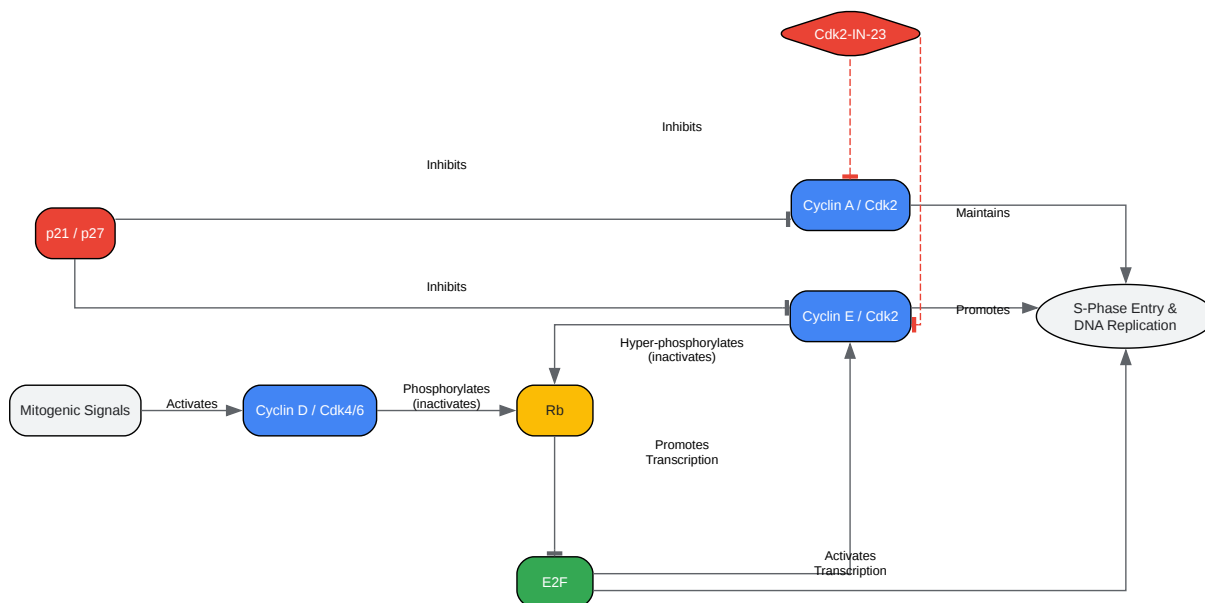 Cdk2-IN-23
Inhibits
Inhibits
Cyclin A / Cdk2
Maintains
p21 / p27
Inhibits
Cyclin E / Cdk2
Promotes
S-Phase Entry &
DNA Replication
Hyper-phosphorylates
(inactivates)
Mitogenic Signals
Activates
Cyclin D / Cdk4/6
Phosphorylates
(inactivates)
Rb
Promotes
Transcription
Activates
Transcription
E2F